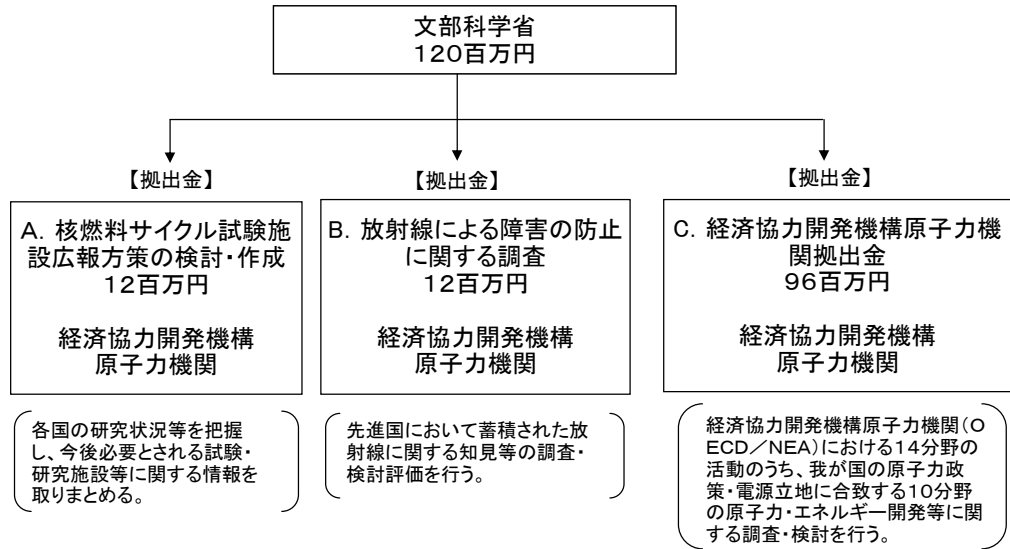 文部科学省
120百万円
【拠出金】
【拠出金】
【拠出金】
A. 核燃料サイクル試験施
設広報方策の検討・作成
12百万円
経済協力開発機構
原子力機関
B. 放射線による障害の防止
に関する調査
12百万円
経済協力開発機構
原子力機関
C. 経済協力開発機構原子力機
関拠出金
96百万円
経済協力開発機構
原子力機関
各国の研究状況等を把握
し、今後必要とされる試験・
研究施設等に関する情報を
取りまとめる。
先進国において蓄積された放
射線に関する知見等の調査・
検討評価を行う。
経済協力開発機構原子力機関(O
ECD/NEA)における14分野の
活動のうち、我が国の原子力政
策・電源立地に合致する10分野
の原子力・エネルギー開発等に関
する調査・検討を行う。